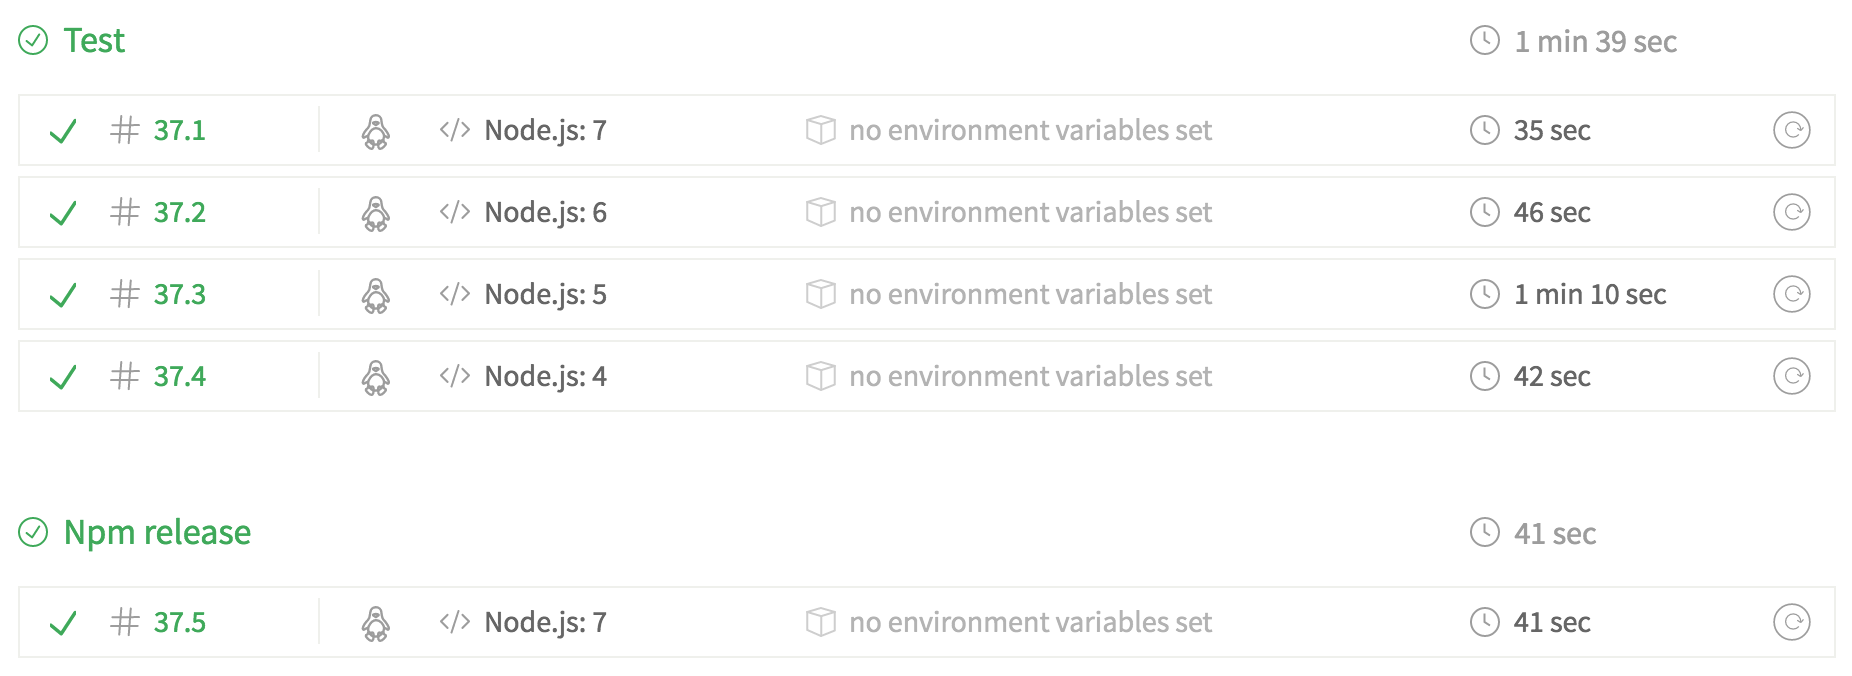 Test 1 min 39 sec
# 37.1 </> Node.js: 7 no environment variables set 35 sec
# 37.2 </> Node.js: 6 no environment variables set 46 sec
# 37.3 </> Node.js: 5 no environment variables set 1 min 10 sec
# 37.4 </> Node.js: 4 no environment variables set 42 sec
Npm release 41 sec
# 37.5 </> Node.js: 7 no environment variables set 41 sec